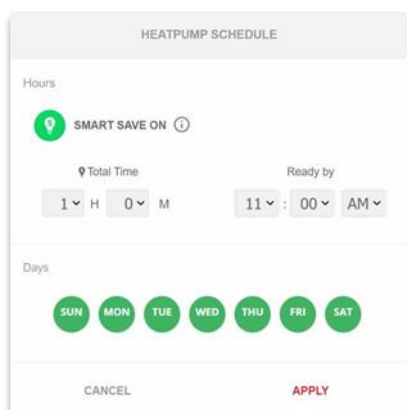 HEATPUMP SCHEDULE
Hours
SMART SAVE ON
Total Time Ready by
1 H 0 M 11 : 00 AM
Days
SUN MON TUE WED THU FRI SAT
CANCEL APPLY